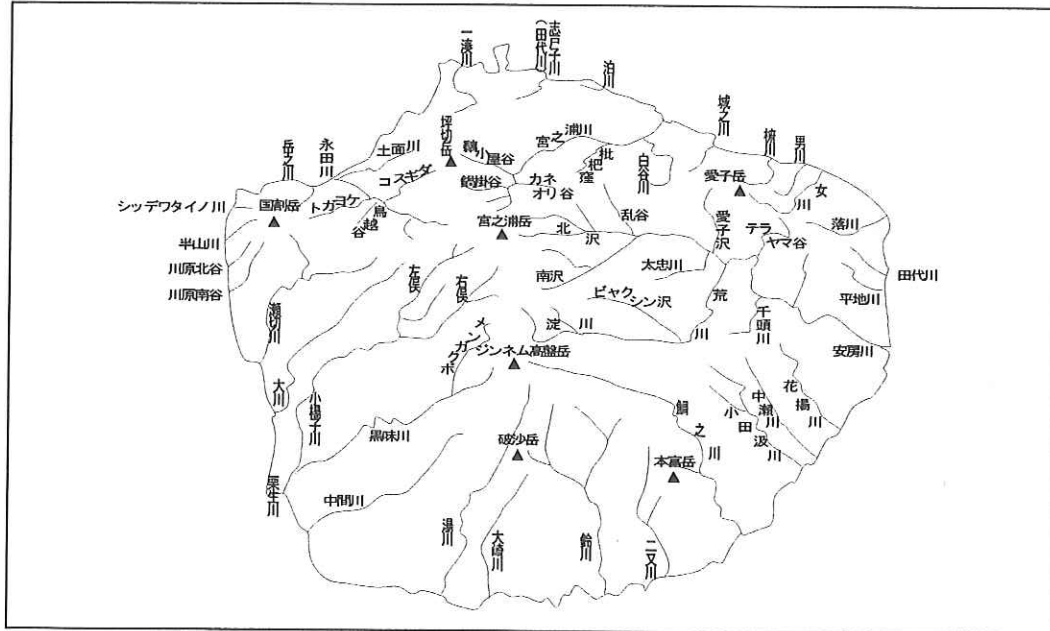 一湊川
志戸子川
(田代川)
泊川
城之川
椨川
男川
女川
落川
田代川
平地川
安房川
岳之川
永田川
土面川
坪切岳
コスギダ
トガヨケ
鳥越谷
国割岳
シッデワタイノ川
半山川
川原北谷
川原南谷
瀬切川
大川
小楊子川
栗生川
小屋谷
鍋掛谷
宮之浦川
カネオリ谷
枇杷窪
白谷川
乱谷
宮之浦岳
北沢
南沢
左俣
右俣
愛子岳
愛子沢
テラヤマ谷
太忠川
ビャクシン沢
荒川
千頭川
淀川
メンガクボ
ジンネム高盤岳
黒味川
中間川
破沙岳
湯川
大崎川
鈴川
二又川
本富岳
鯛之川
小田汲川
中瀬川
花揚川